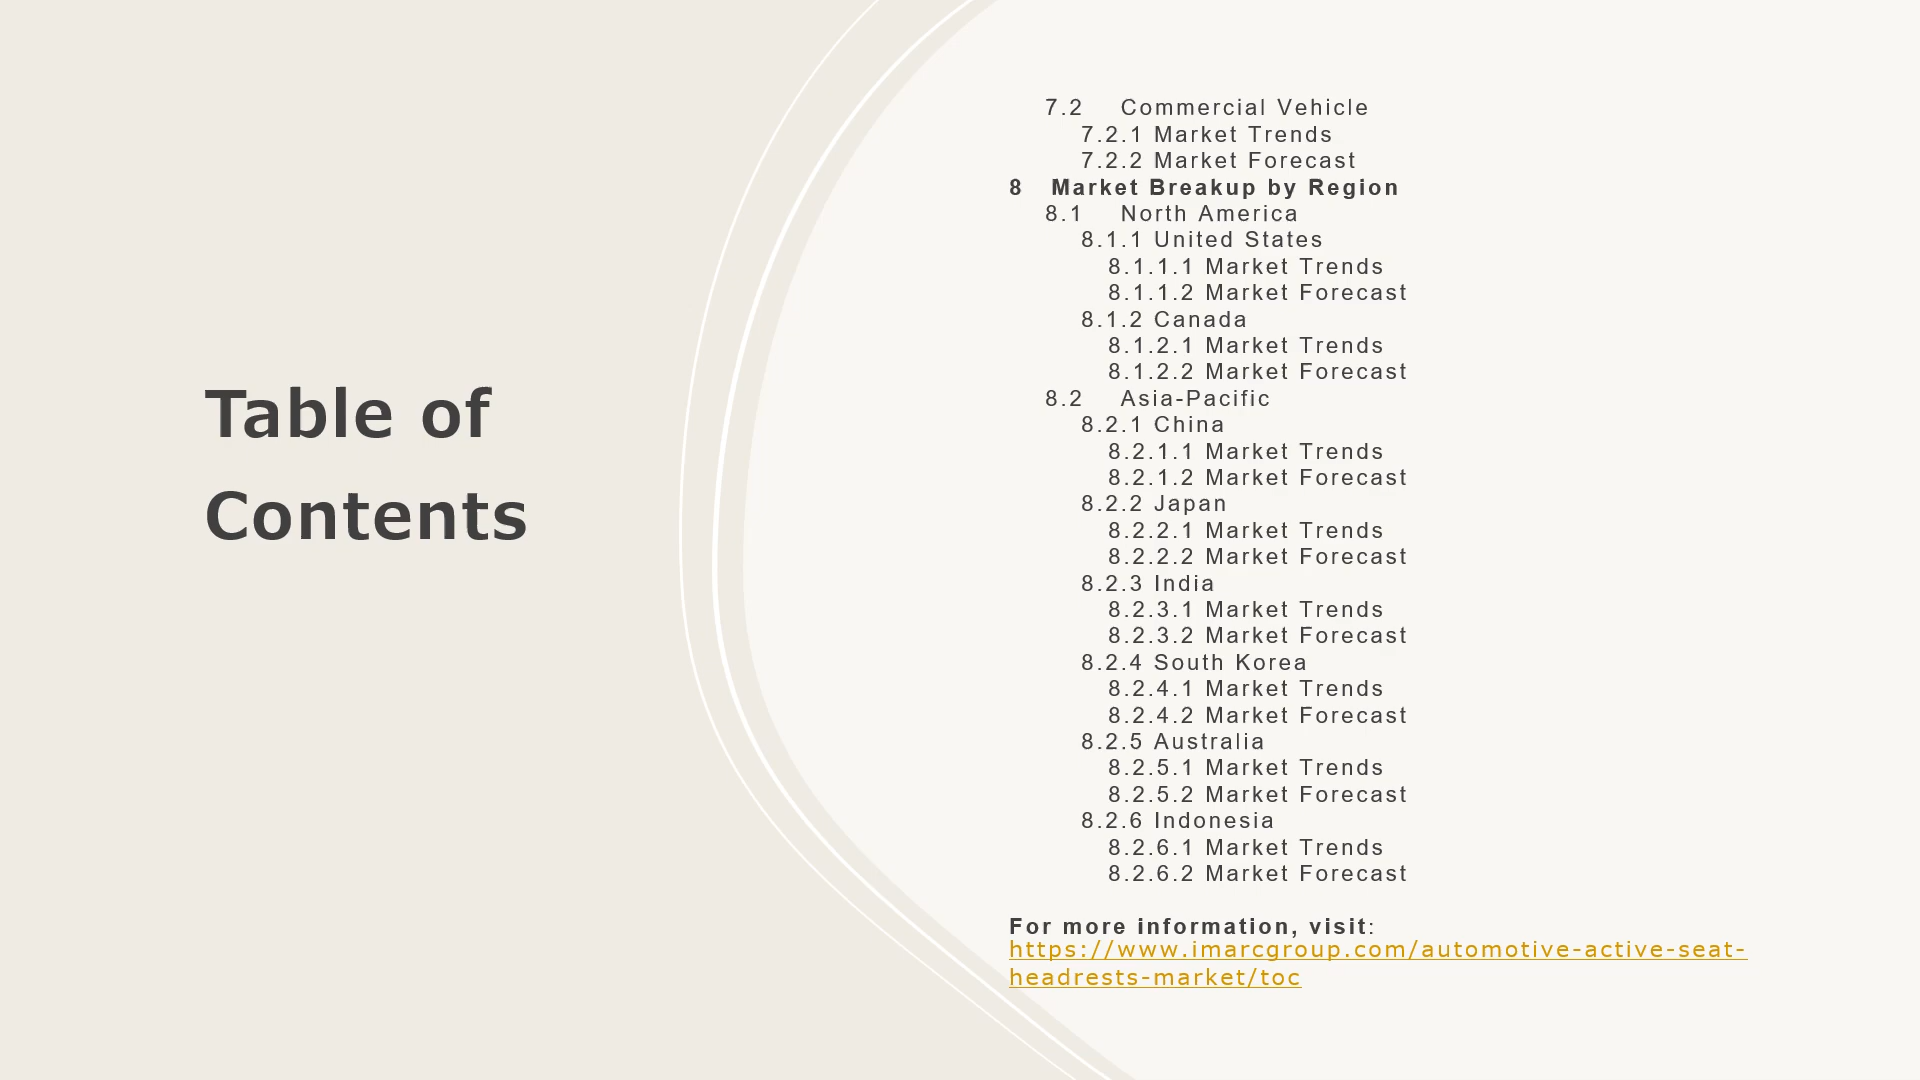 Table of
Contents
7.2 Commercial Vehicle
7.2.1 Market Trends
7.2.2 Market Forecast
8 Market Breakup by Region
8.1 North America
8.1.1 United States
8.1.1.1 Market Trends
8.1.1.2 Market Forecast
8.1.2 Canada
8.1.2.1 Market Trends
8.1.2.2 Market Forecast
8.2 Asia-Pacific
8.2.1 China
8.2.1.1 Market Trends
8.2.1.2 Market Forecast
8.2.2 Japan
8.2.2.1 Market Trends
8.2.2.2 Market Forecast
8.2.3 India
8.2.3.1 Market Trends
8.2.3.2 Market Forecast
8.2.4 South Korea
8.2.4.1 Market Trends
8.2.4.2 Market Forecast
8.2.5 Australia
8.2.5.1 Market Trends
8.2.5.2 Market Forecast
8.2.6 Indonesia
8.2.6.1 Market Trends
8.2.6.2 Market Forecast
For more information, visit:
https://www.imarcgroup.com/automotive-active-seat-
headrests-market/toc